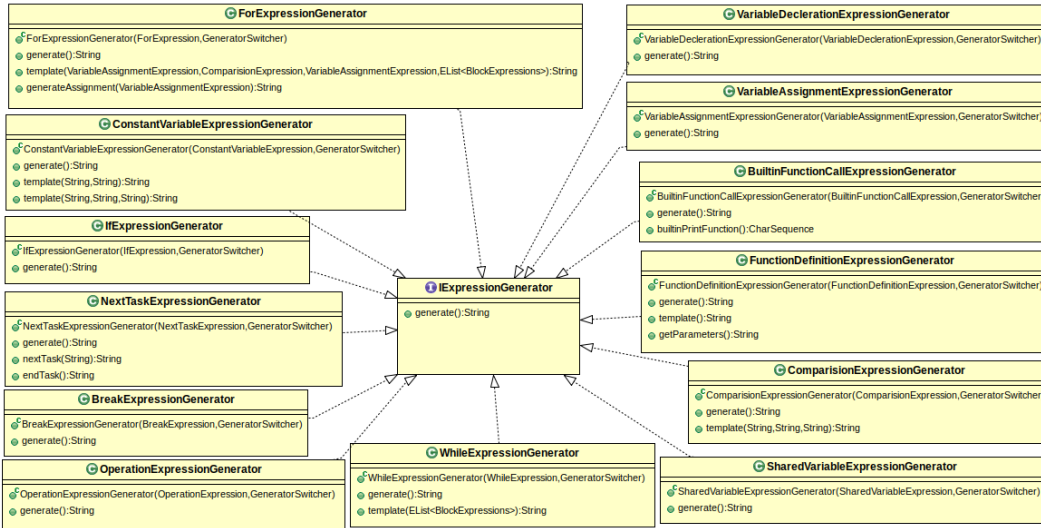 ForExpressionGenerator
ForExpressionGenerator(ForExpression,GeneratorSwitcher)
generate():String
template(VariableAssignmentExpression,ComparisionExpression,VariableAssignmentExpression,EList<BlockExpressions>):String
generateAssignment(VariableAssignmentExpression):String
VariableDeclerationExpressionGenerator
VariableDeclerationExpressionGenerator(VariableDeclerationExpression,GeneratorSwitcher)
generate():String
VariableAssignmentExpressionGenerator
VariableAssignmentExpressionGenerator(VariableAssignmentExpression,GeneratorSwitcher)
generate():String
ConstantVariableExpressionGenerator
ConstantVariableExpressionGenerator(ConstantVariableExpression,GeneratorSwitcher)
generate():String
template(String,String):String
template(String,String,String):String
BuiltinFunctionCallExpressionGenerator
BuiltinFunctionCallExpressionGenerator(BuiltinFunctionCallExpression,GeneratorSwitcher)
generate():String
builtinPrintFunction():CharSequence
IfExpressionGenerator
IfExpressionGenerator(IfExpression,GeneratorSwitcher)
generate():String
FunctionDefinitionExpressionGenerator
FunctionDefinitionExpressionGenerator(FunctionDefinitionExpression,GeneratorSwitcher)
generate():String
template():String
getParameters():String
IExpressionGenerator
generate():String
NextTaskExpressionGenerator
NextTaskExpressionGenerator(NextTaskExpression,GeneratorSwitcher)
generate():String
nextTask(String):String
endTask():String
ComparisionExpressionGenerator
ComparisionExpressionGenerator(ComparisionExpression,GeneratorSwitcher)
generate():String
template(String,String,String):String
BreakExpressionGenerator
BreakExpressionGenerator(BreakExpression,GeneratorSwitcher)
generate():String
WhileExpressionGenerator
WhileExpressionGenerator(WhileExpression,GeneratorSwitcher)
generate():String
template(EList<BlockExpressions>):String
OperationExpressionGenerator
OperationExpressionGenerator(OperationExpression,GeneratorSwitcher)
generate():String
SharedVariableExpressionGenerator
SharedVariableExpressionGenerator(SharedVariableExpression,GeneratorSwitcher)
generate():String